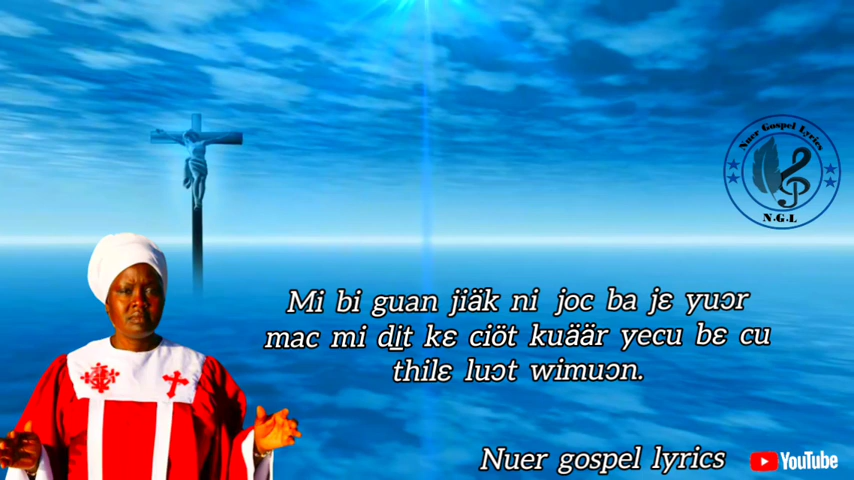 Nuer Gospel Lyrics
N.G.L
Mi bi guan jiäk ni joc ba jɛ yuɔr
mac mi di̱t kɛ ciöt kuäär yecu bɛ cu
thilɛ luɔt wimuɔn.
Nuer gospel lyrics
YouTube